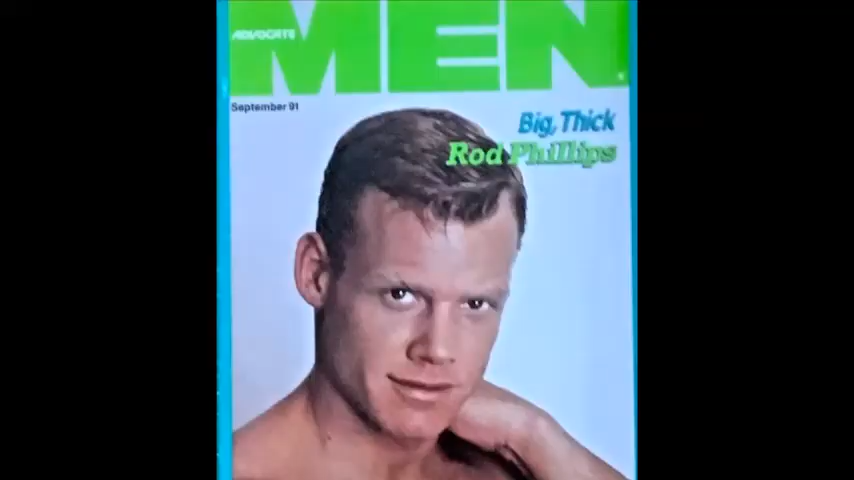 MEN
ADVOCATE
September 91
Big, Thick
Rod Phillips